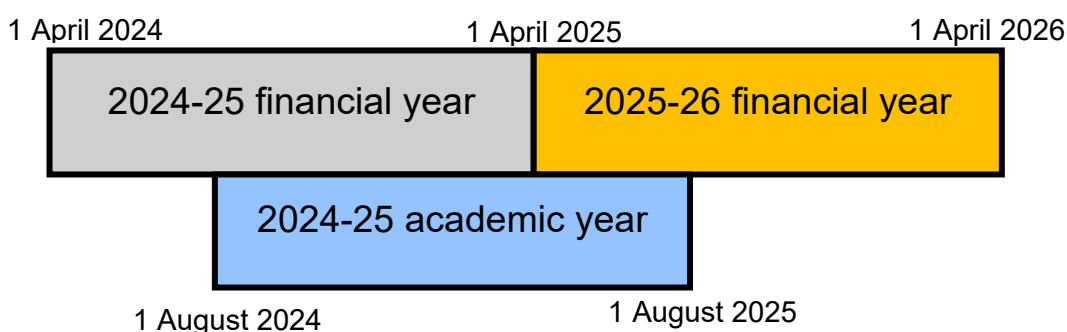 1 April 2024
1 April 2025
1 April 2026
2024-25 financial year
2025-26 financial year
2024-25 academic year
1 August 2024
1 August 2025